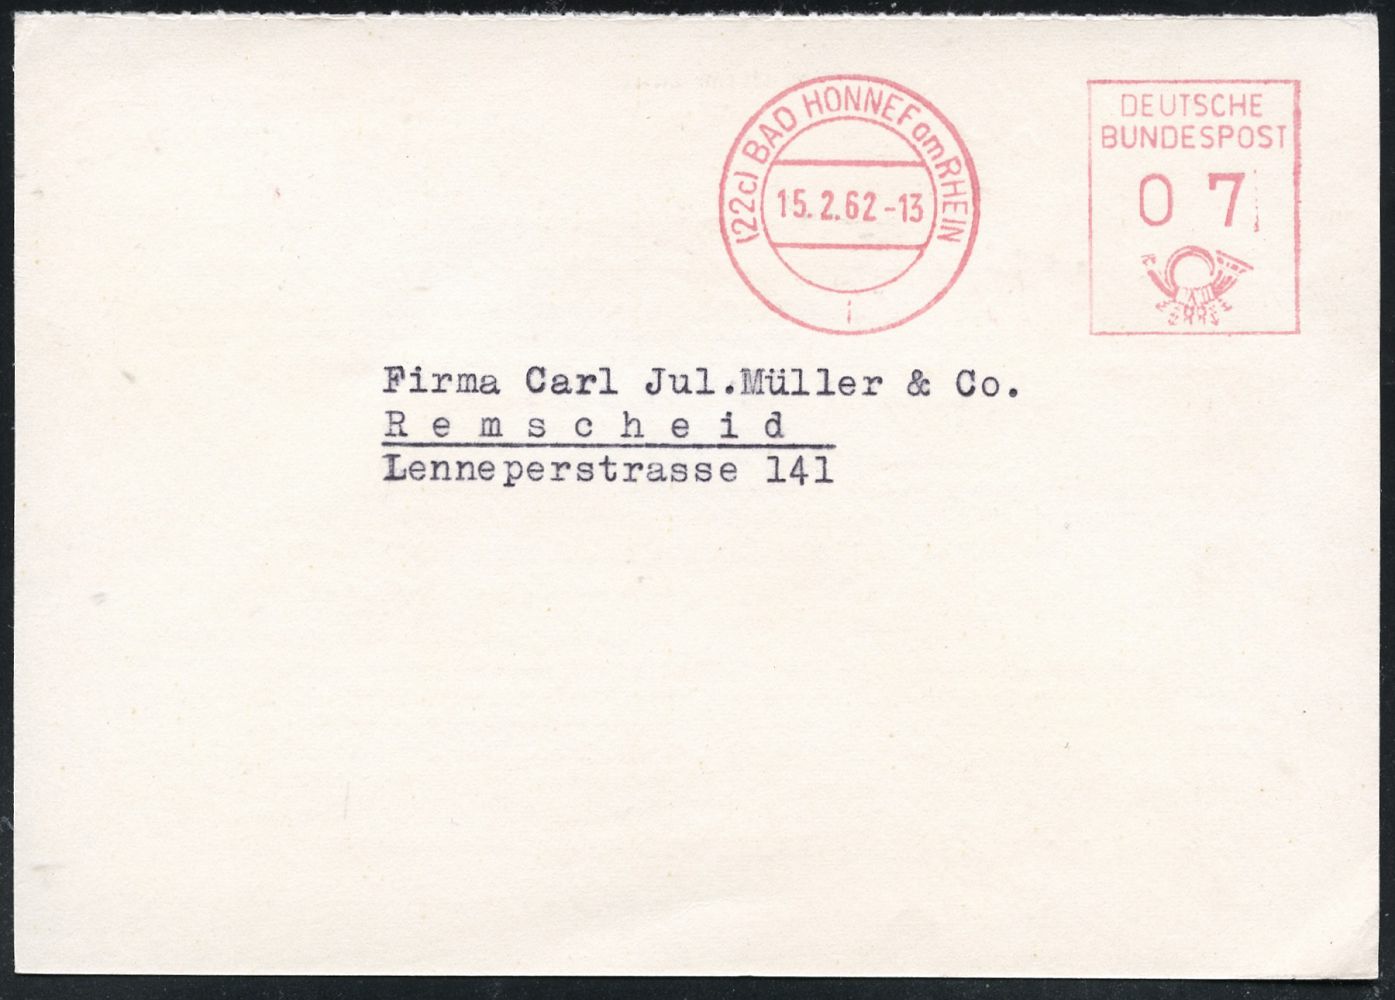 (22c) BAD HONNEF am RHEIN
15.2.62-13
DEUTSCHE
BUNDESPOST
07
Firma Carl Jul.Müller & Co.
R e m s c h e i d
Lenneperstrasse 141